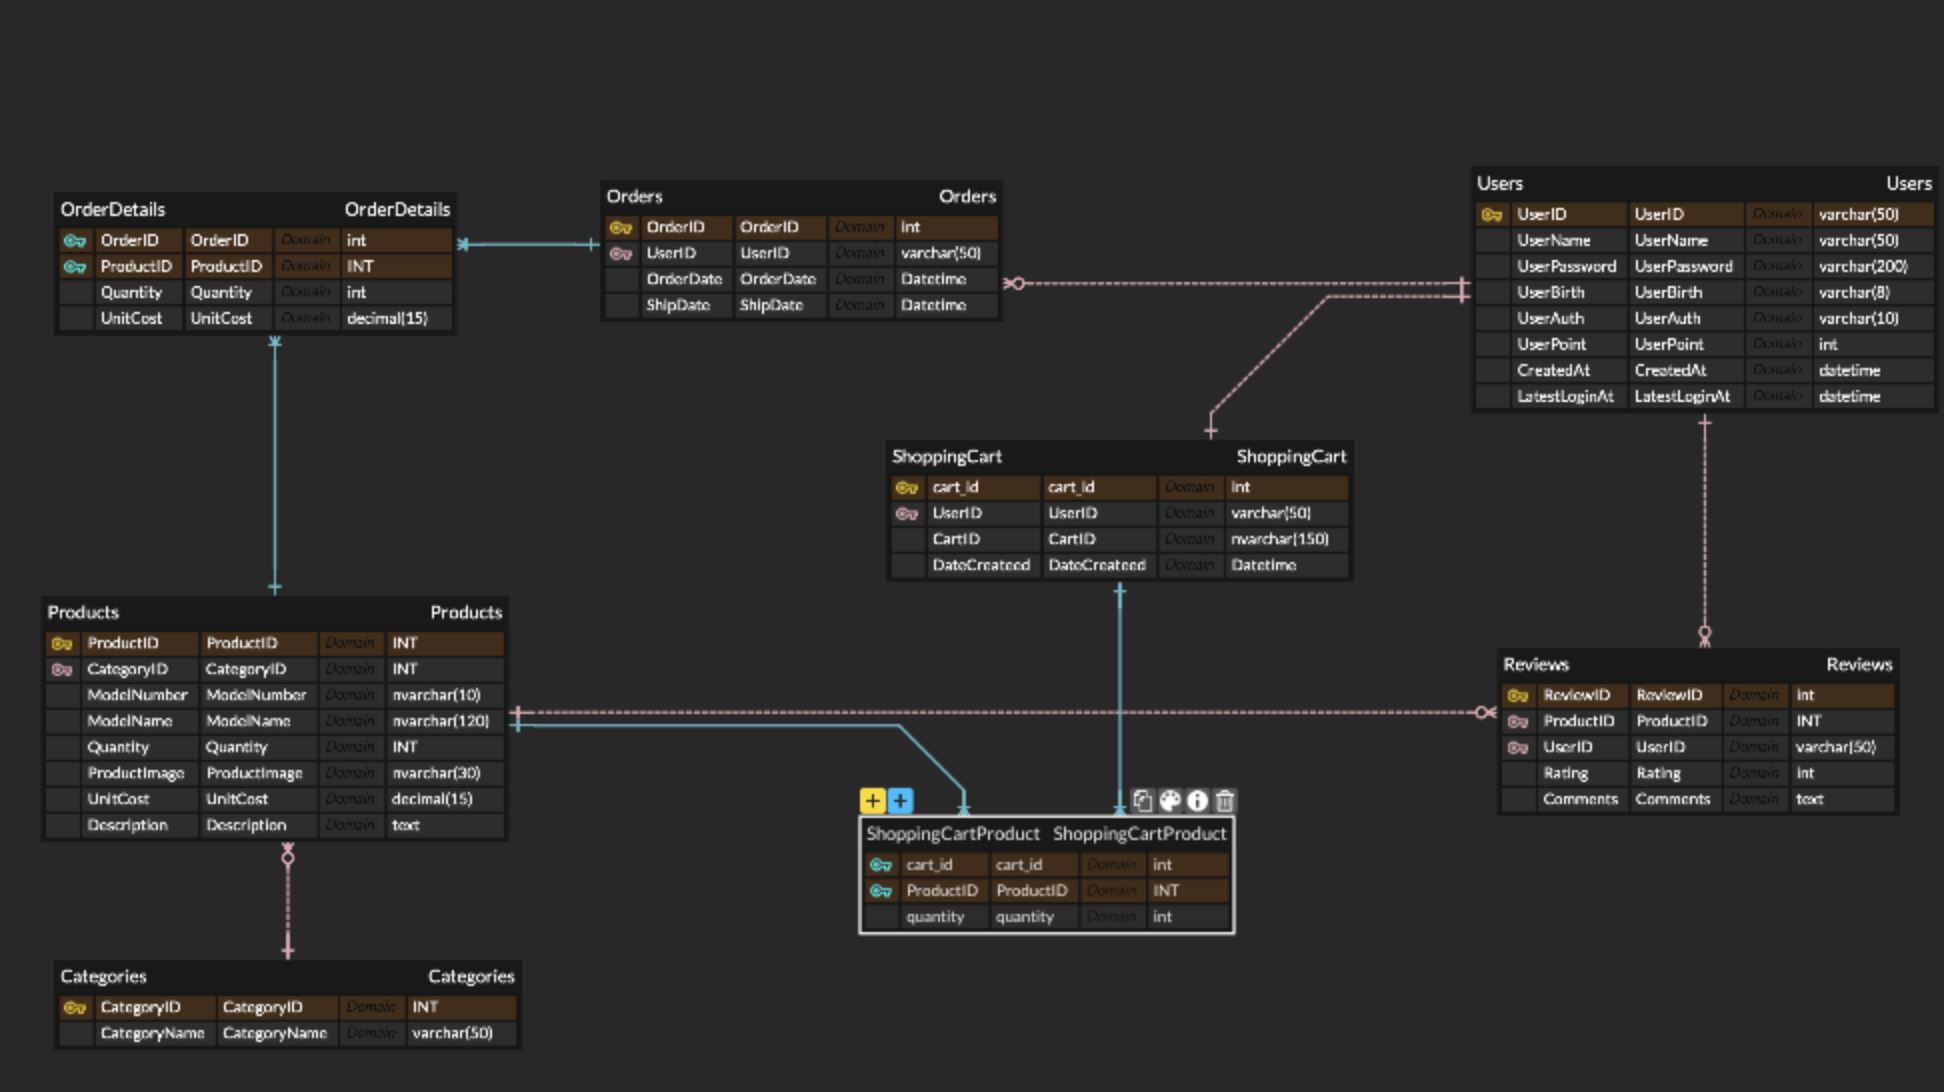 OrderDetails OrderDetails
OrderID OrderID Domain int
ProductID ProductID Domain INT
Quantity Quantity Domain int
UnitCost UnitCost Domain decimal(15)
Orders Orders
OrderID OrderID Domain int
UserID UserID Domain varchar(50)
OrderDate OrderDate Domain Datetime
ShipDate ShipDate Domain Datetime
Users Users
UserID UserID Domain varchar(50)
UserName UserName Domain varchar(50)
UserPassword UserPassword Domain varchar(200)
UserBirth UserBirth Domain varchar(8)
UserAuth UserAuth Domain varchar(10)
UserPoint UserPoint Domain int
CreatedAt CreatedAt Domain datetime
LatestLoginAt LatestLoginAt Domain datetime
ShoppingCart ShoppingCart
cart_id cart_id Domain int
UserID UserID Domain varchar(50)
CartID CartID Domain nvarchar(150)
DateCreateed DateCreateed Domain Datetime
Products Products
ProductID ProductID Domain INT
CategoryID CategoryID Domain INT
ModelNumber ModelNumber Domain nvarchar(10)
ModelName ModelName Domain nvarchar(120)
Quantity Quantity Domain INT
ProductImage ProductImage Domain nvarchar(30)
UnitCost UnitCost Domain decimal(15)
Description Description Domain text
Reviews Reviews
ReviewID ReviewID Domain int
ProductID ProductID Domain INT
UserID UserID Domain varchar(50)
Rating Rating Domain int
Comments Comments Domain text
ShoppingCartProduct ShoppingCartProduct
cart_id cart_id Domain int
ProductID ProductID Domain INT
quantity quantity Domain int
Categories Categories
CategoryID CategoryID Domain INT
CategoryName CategoryName Domain varchar(50)